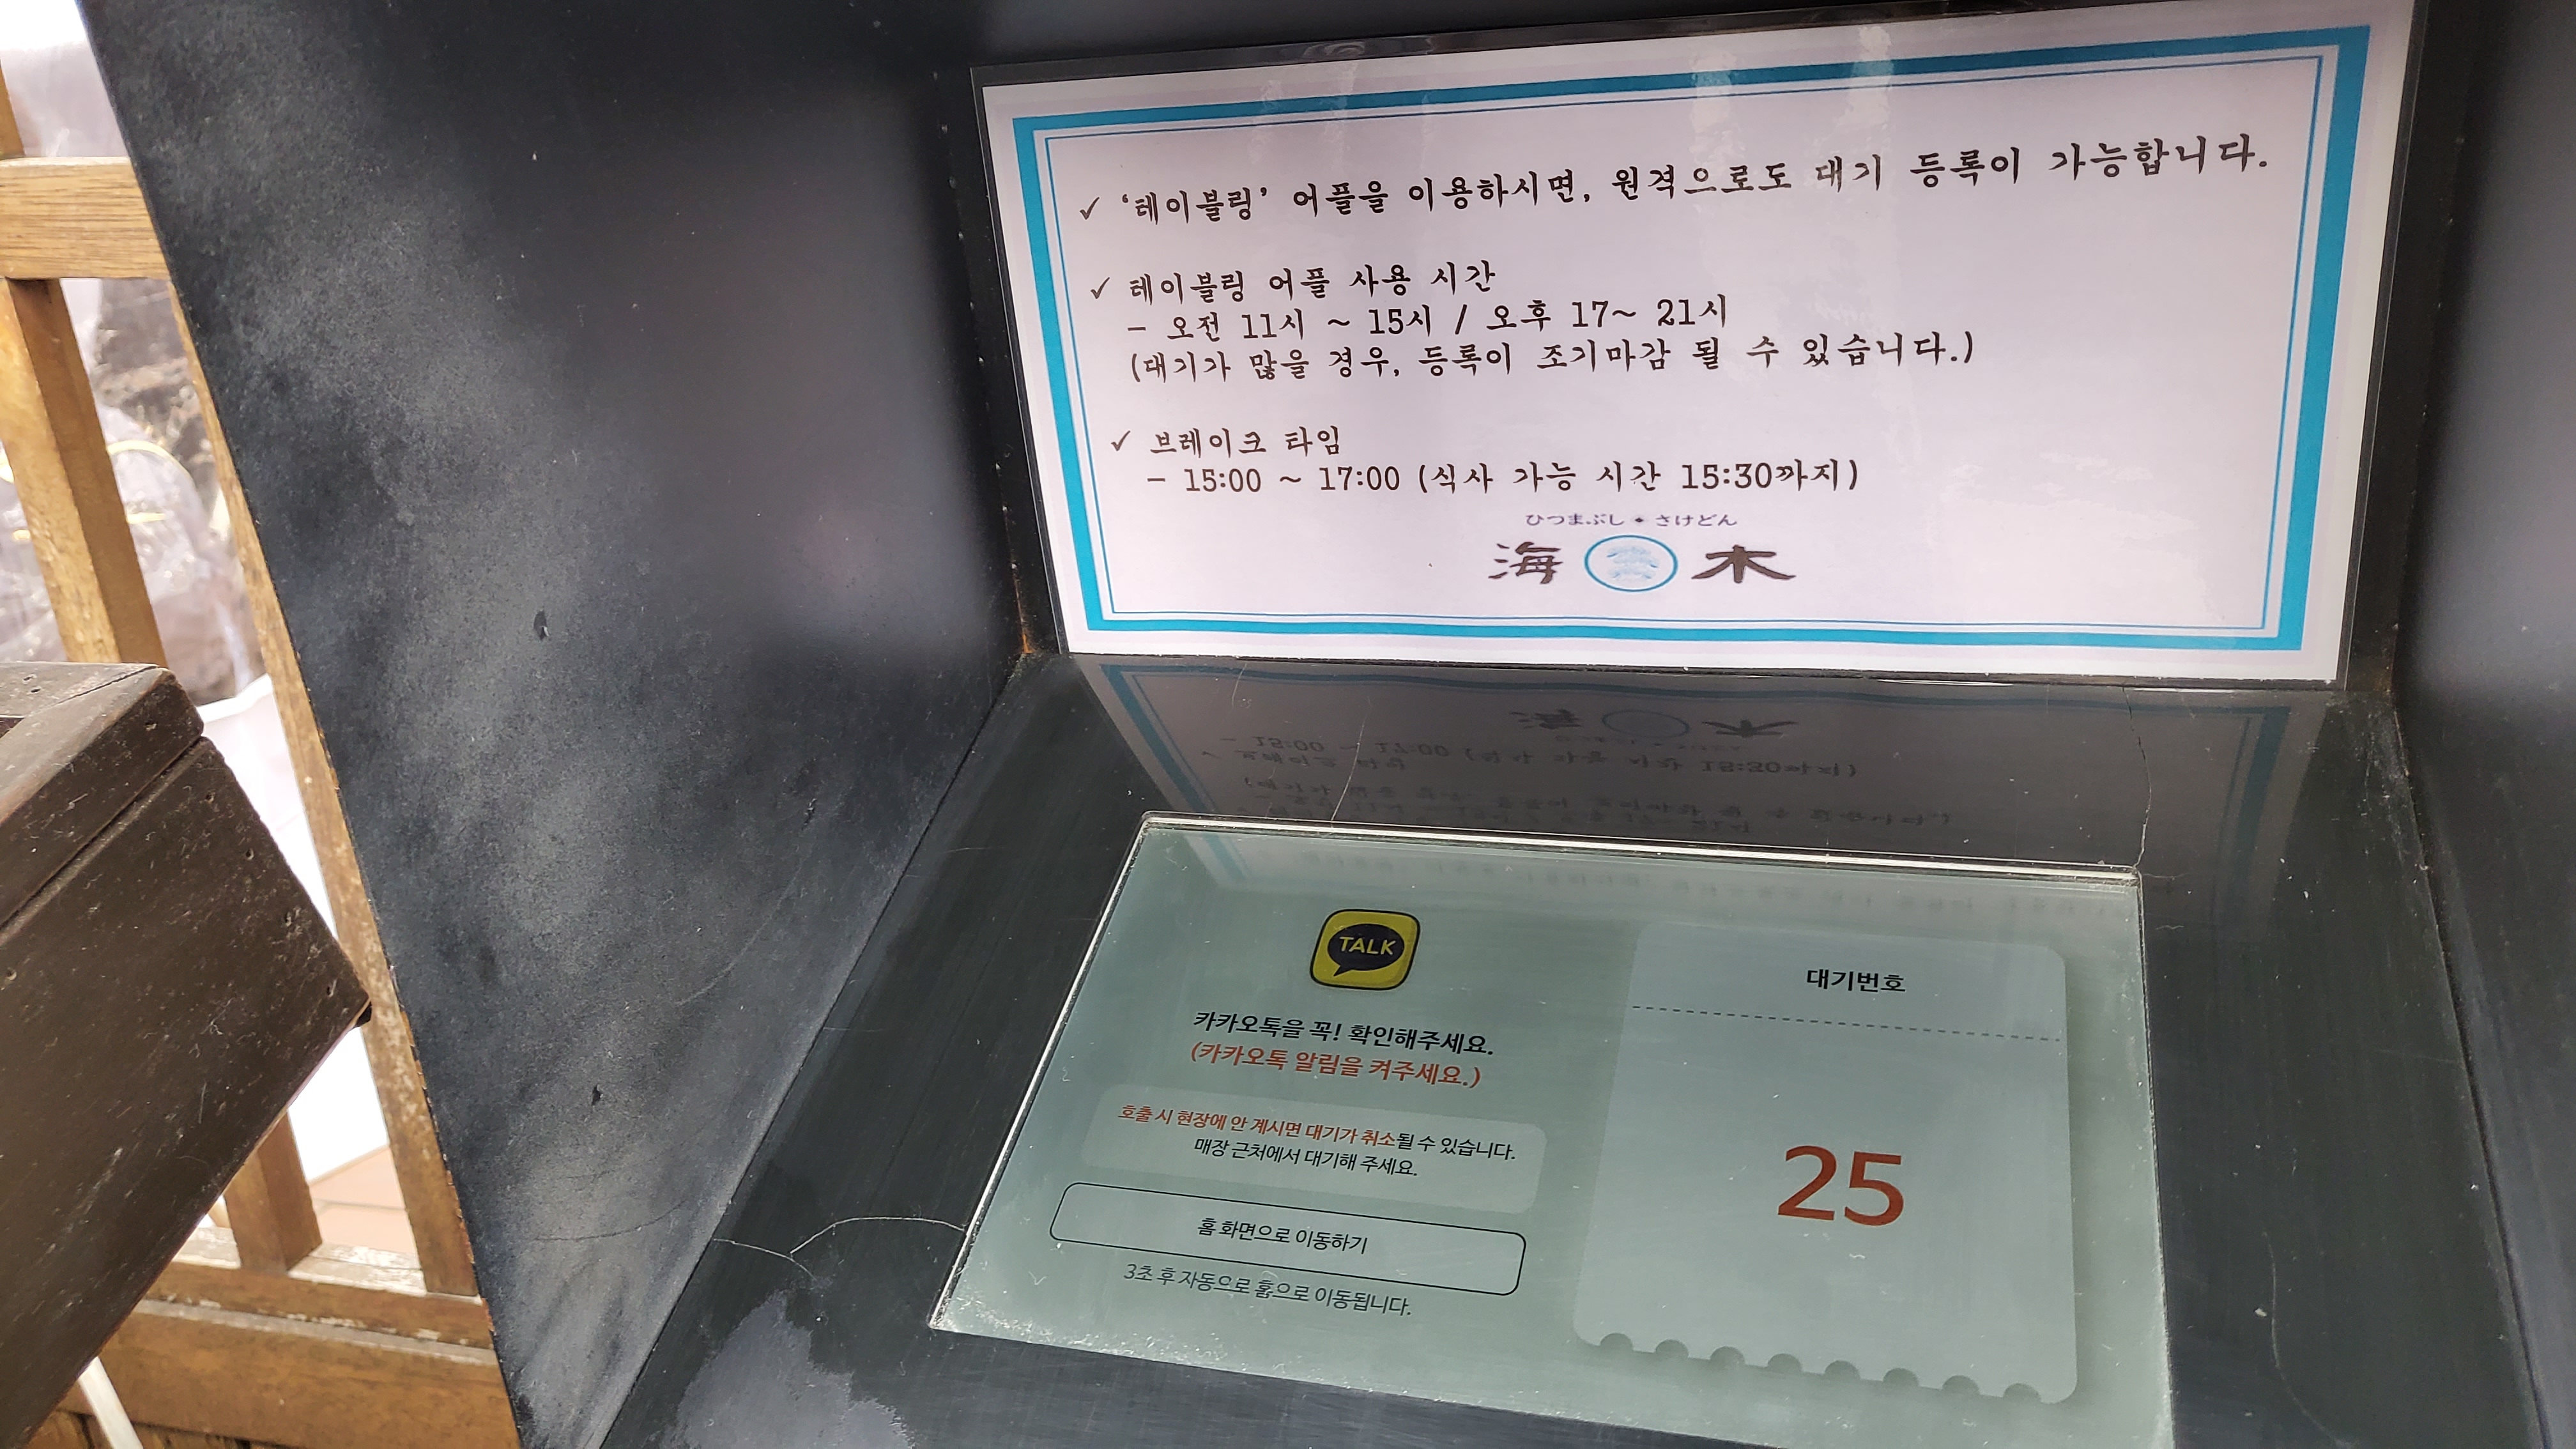 ✓ '테이블링' 어플을 이용하시면, 원격으로도 대기 등록이 가능합니다.
✓ 테이블링 어플 사용 시간
- 오전 11시 ~ 15시 / 오후 17~ 21시
(대기가 많을 경우, 등록이 조기마감 될 수 있습니다.)
✓ 브레이크 타임
- 15:00 ~ 17:00 (식사 가능 시간 15:30까지)
ひつまぶし • さけどん
海 木
TALK
카카오톡을 꼭! 확인해주세요.
(카카오톡 알림을 켜주세요.)
호출 시 현장에 안 계시면 대기가 취소될 수 있습니다.
매장 근처에서 대기해 주세요.
홈 화면으로 이동하기
3초 후 자동으로 홈으로 이동됩니다.
대기번호
25